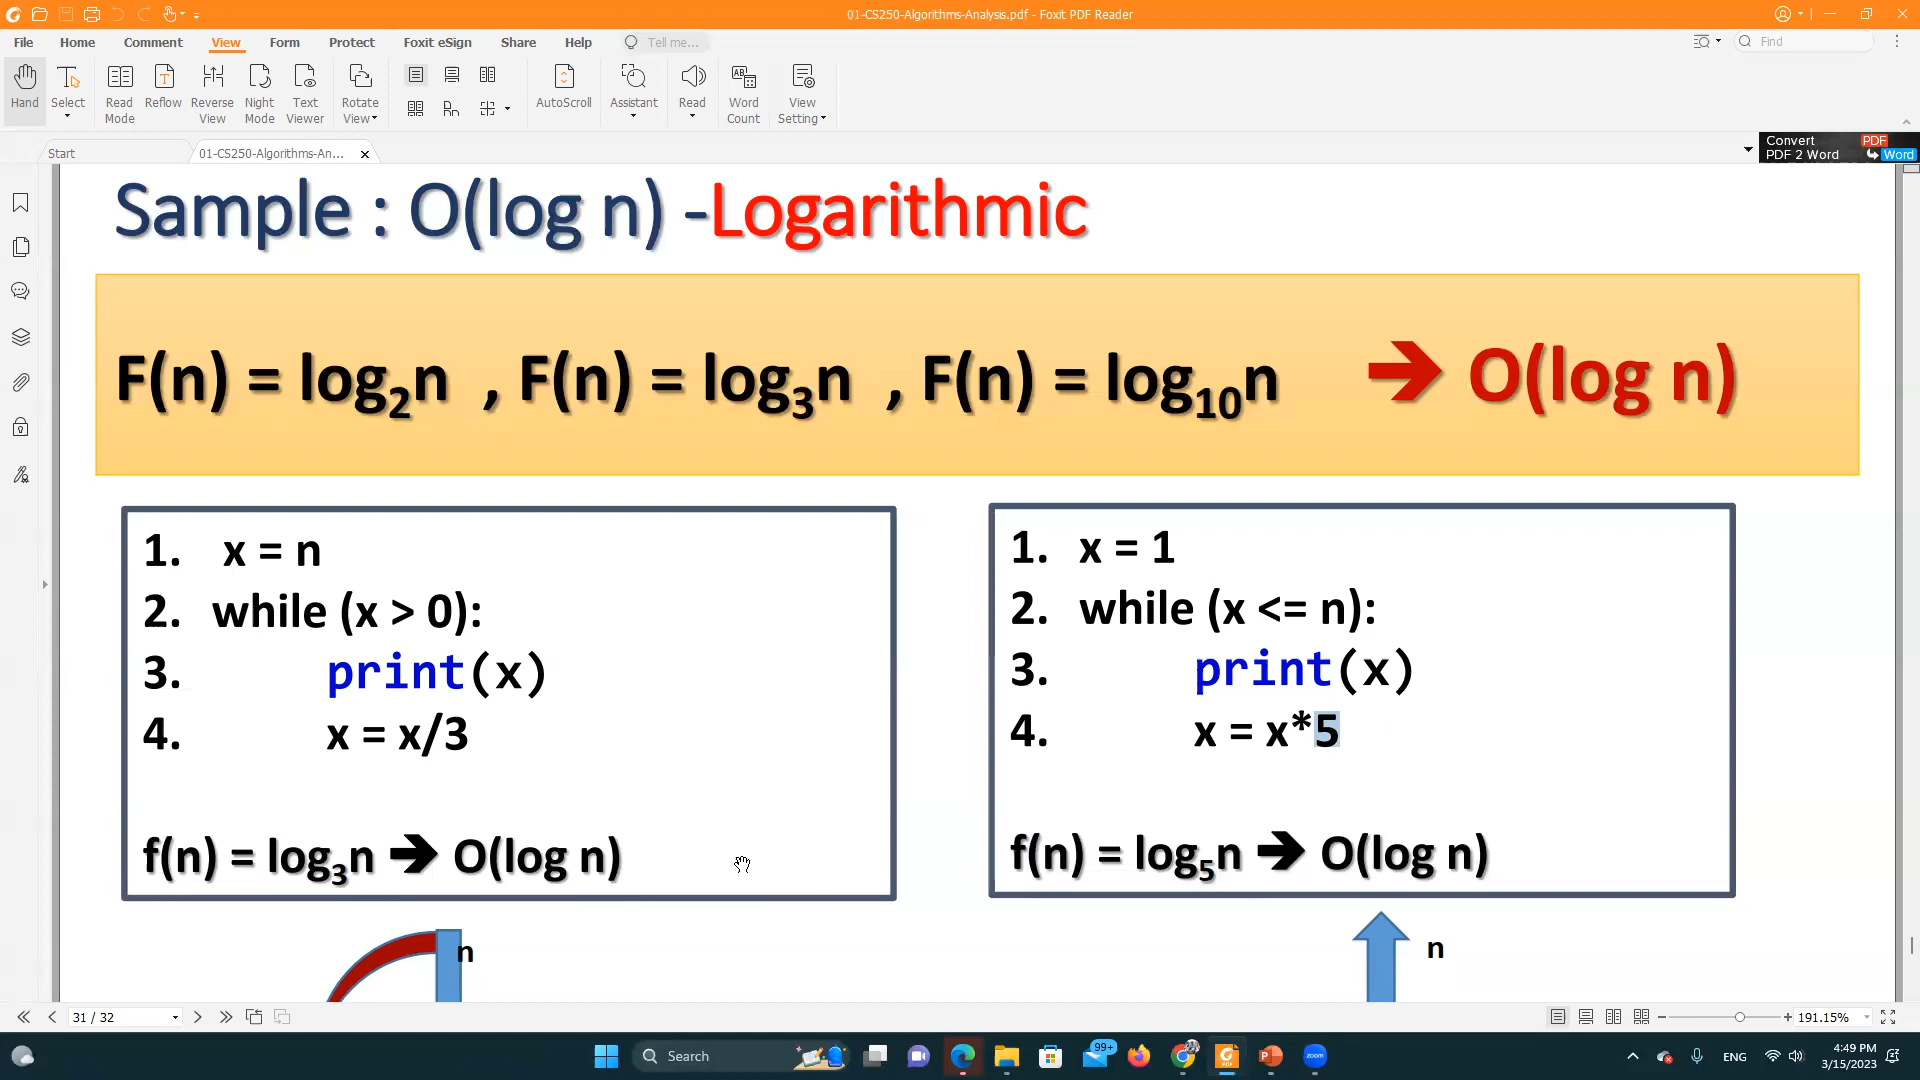 01-CS250-Algorithms-Analysis.pdf - Foxit PDF Reader
File Home Comment View Form Protect Foxit eSign Share Help Tell me... Find
Hand Select Read Mode Reflow Reverse View Night Mode Text Viewer Rotate View AutoScroll Assistant Read Word Count View Setting
Start 01-CS250-Algorithms-An...
Convert PDF
PDF 2 Word Word
Sample : O(log n) -Logarithmic
F(n) = log₂n , F(n) = log₃n , F(n) = log₁₀n ➔ O(log n)
1. x = n
2. while (x > 0):
3. print(x)
4. x = x/3
f(n) = log₃n ➔ O(log n)
1. x = 1
2. while (x <= n):
3. print(x)
4. x = x*5
f(n) = log₅n ➔ O(log n)
n
n
31 / 32
191.15%
Search
99+
zoom
ENG
4:49 PM
3/15/2023